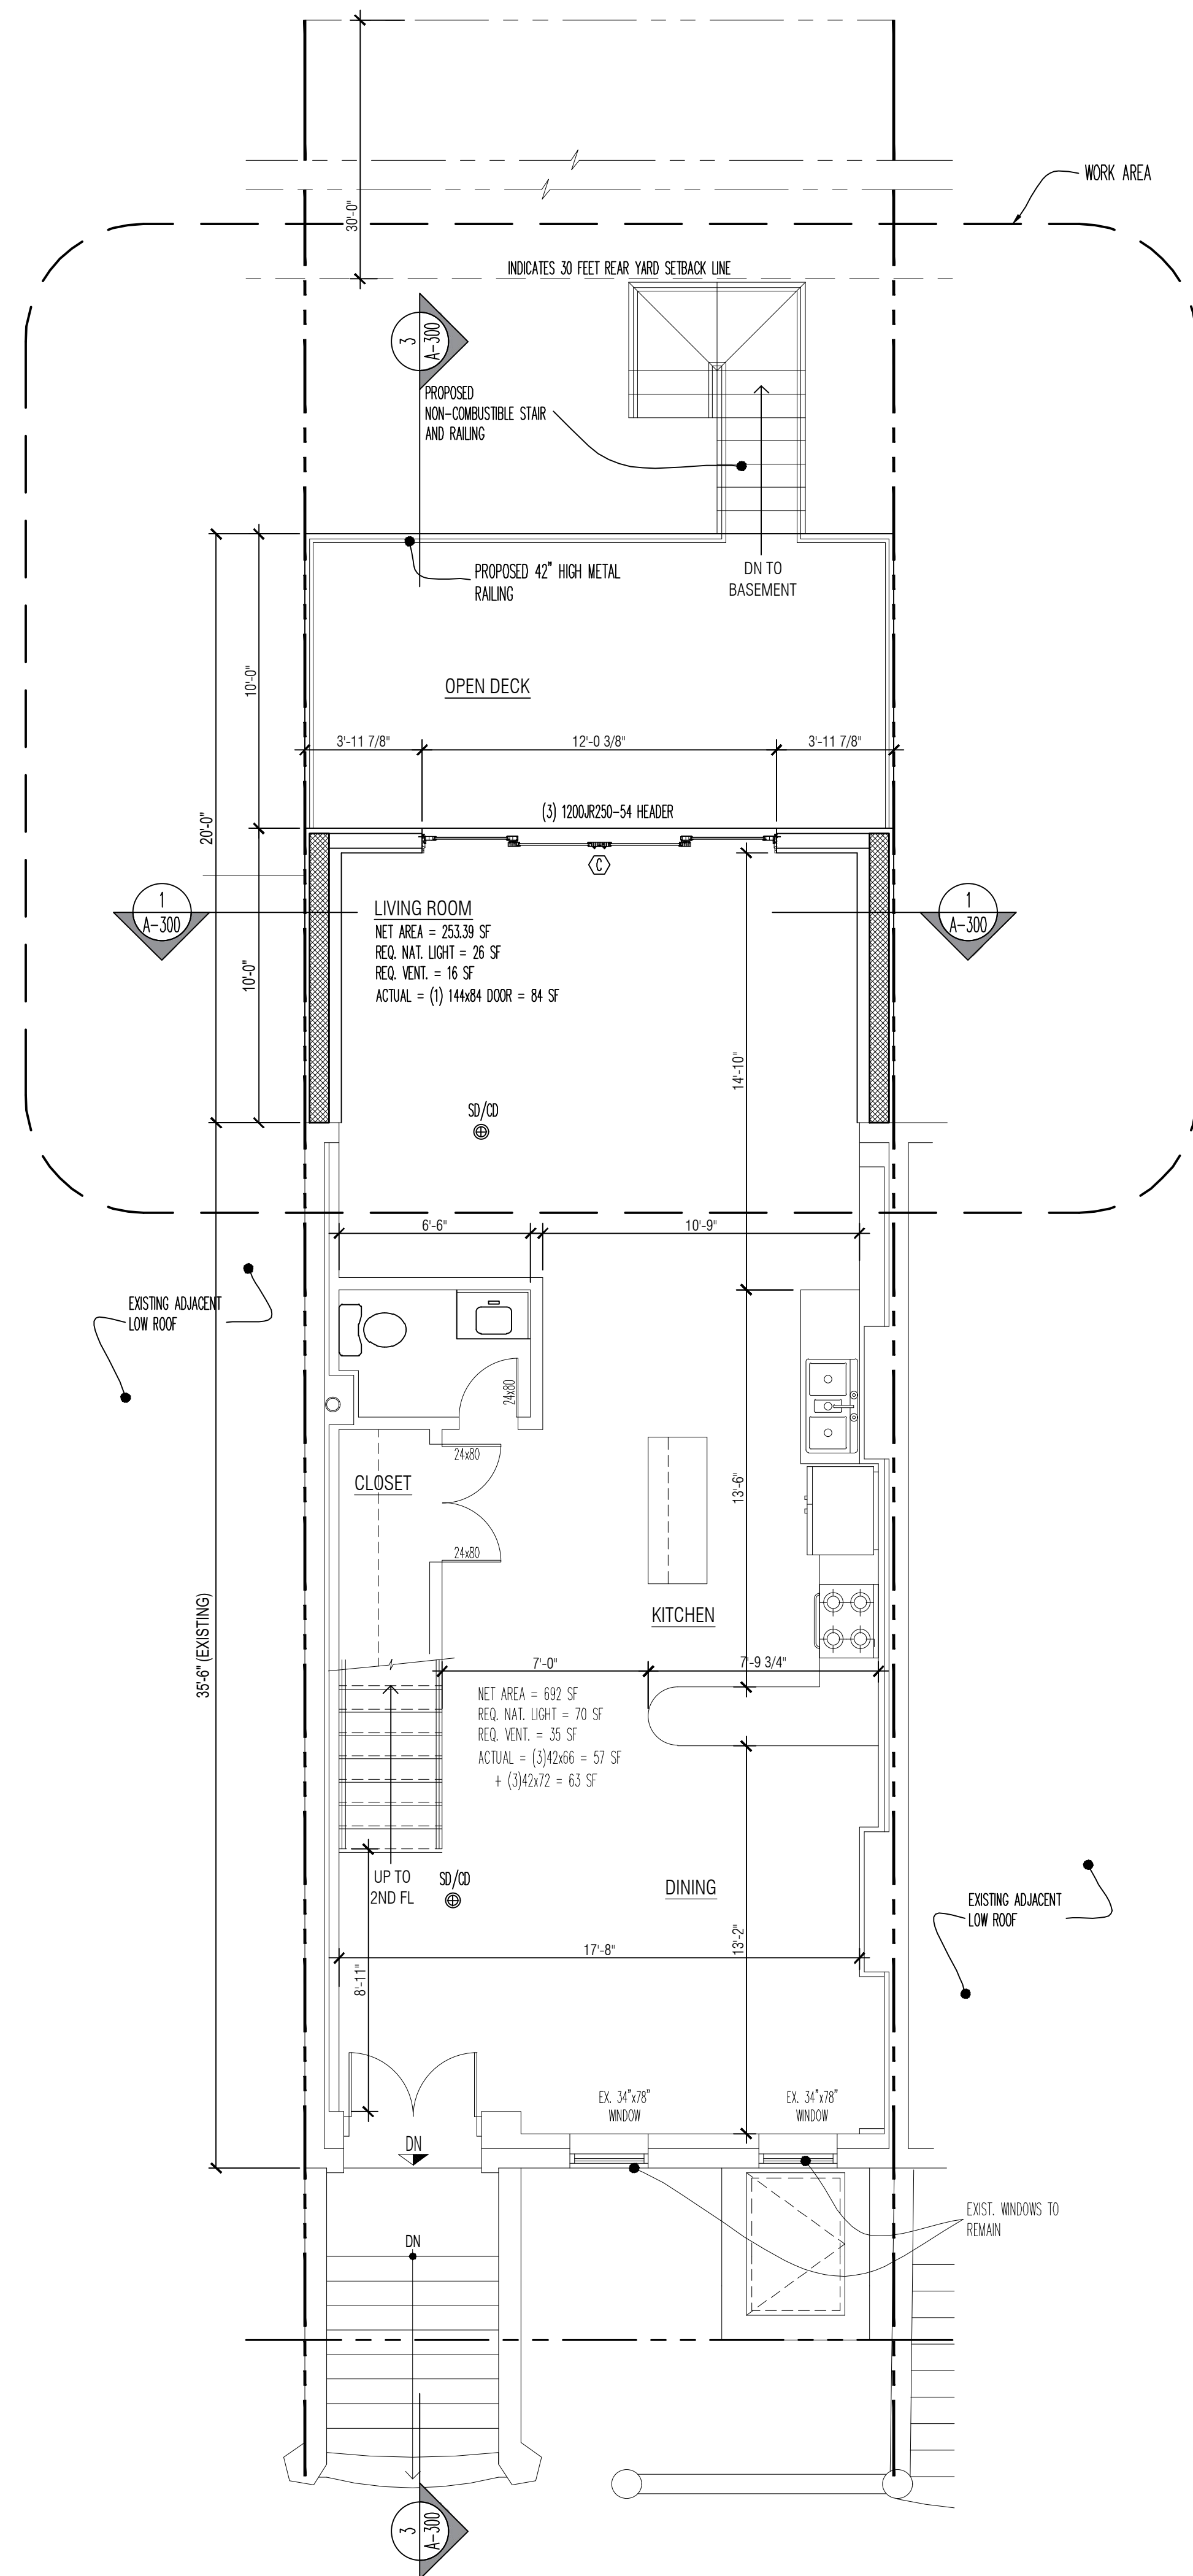 WORK AREA
30'-0"
INDICATES 30 FEET REAR YARD SETBACK LINE
3
A-300
PROPOSED
NON-COMBUSTIBLE STAIR
AND RAILING
PROPOSED 42" HIGH METAL
RAILING
DN TO
BASEMENT
10'-0"
20'-0"
OPEN DECK
3'-11 7/8"
12'-0 3/8"
3'-11 7/8"
(3) 1200JR250-54 HEADER
C
1
A-300
1
A-300
LIVING ROOM
NET AREA = 253.39 SF
REQ. NAT. LIGHT = 26 SF
REQ. VENT. = 16 SF
ACTUAL = (1) 144x84 DOOR = 84 SF
10'-0"
14'-10"
SD/CD
6'-6"
10'-9"
EXISTING ADJACENT
LOW ROOF
24x80
24x80
CLOSET
24x80
13'-6"
KITCHEN
35'-6" (EXISTING)
7'-0"
7'-9 3/4"
NET AREA = 692 SF
REQ. NAT. LIGHT = 70 SF
REQ. VENT. = 35 SF
ACTUAL = (3)42x66 = 57 SF
+ (3)42x72 = 63 SF
UP TO
2ND FL
SD/CD
DINING
EXISTING ADJACENT
LOW ROOF
13'-2"
17'-8"
8'-11"
EX. 34"x78"
WINDOW
EX. 34"x78"
WINDOW
DN
EXIST. WINDOWS TO
REMAIN
DN
3
A-300